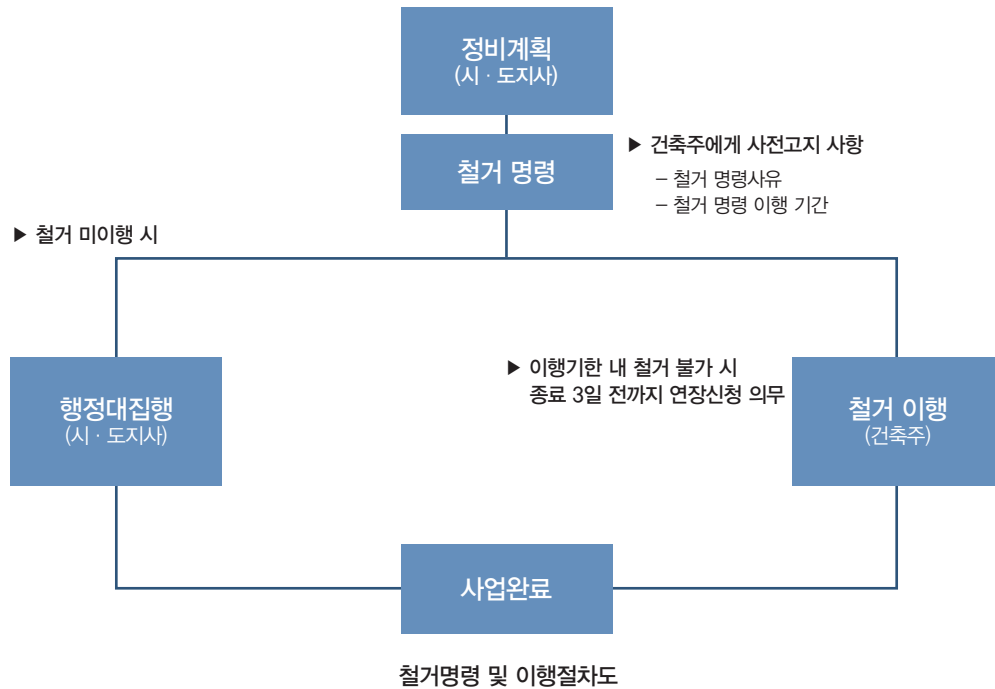 정비계획
(시 · 도지사)
철거 명령
▶ 건축주에게 사전고지 사항
– 철거 명령사유
– 철거 명령 이행 기간
▶ 철거 미이행 시
행정대집행
(시 · 도지사)
▶ 이행기한 내 철거 불가 시
종료 3일 전까지 연장신청 의무
철거 이행
(건축주)
사업완료
철거명령 및 이행절차도